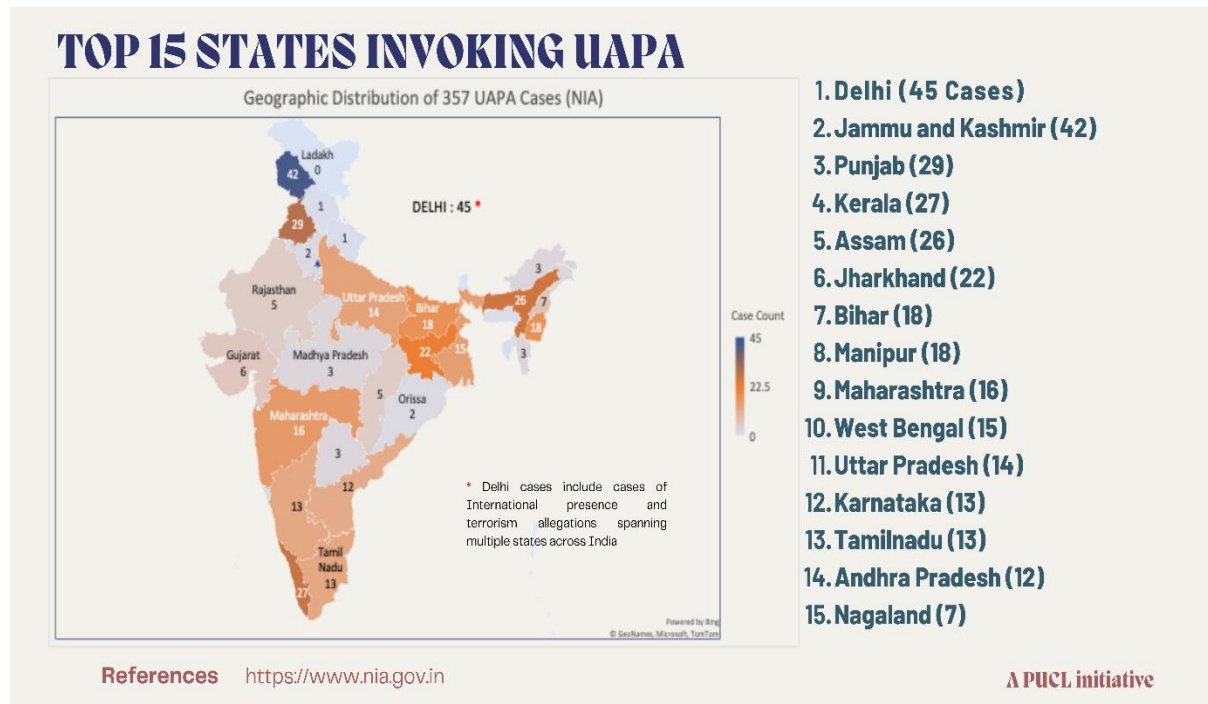 TOP 15 STATES INVOKING UAPA
Geographic Distribution of 357 UAPA Cases (NIA)
Ladakh
0
42
1
DELHI : 45 *
29
1
2
3
Rajasthan
5
Uttar Pradesh
14
Bihar
18
26
7
18
Gujarat
6
Madhya Pradesh
3
22
15
3
5
Orissa
2
Maharashtra
16
3
12
13
Tamil
Nadu
13
27
* Delhi cases include cases of
International presence and
terrorism allegations spanning
multiple states across India
Case Count
45
22.5
0
Powered by Bing
© GeoNames, Microsoft, TomTom
1. Delhi (45 Cases)
2. Jammu and Kashmir (42)
3. Punjab (29)
4. Kerala (27)
5. Assam (26)
6. Jharkhand (22)
7. Bihar (18)
8. Manipur (18)
9. Maharashtra (16)
10. West Bengal (15)
11. Uttar Pradesh (14)
12. Karnataka (13)
13. Tamilnadu (13)
14. Andhra Pradesh (12)
15. Nagaland (7)
References https://www.nia.gov.in
A PUCL initiative